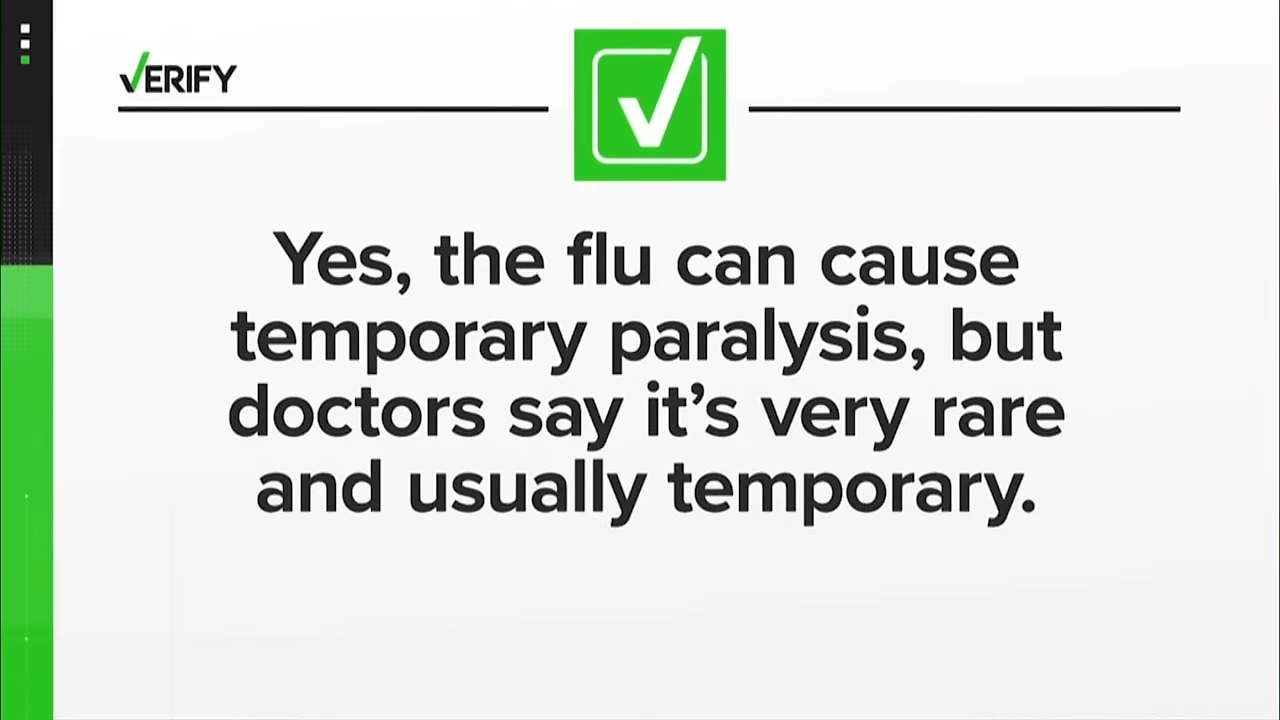 VERIFY
Yes, the flu can cause
temporary paralysis, but
doctors say it’s very rare
and usually temporary.